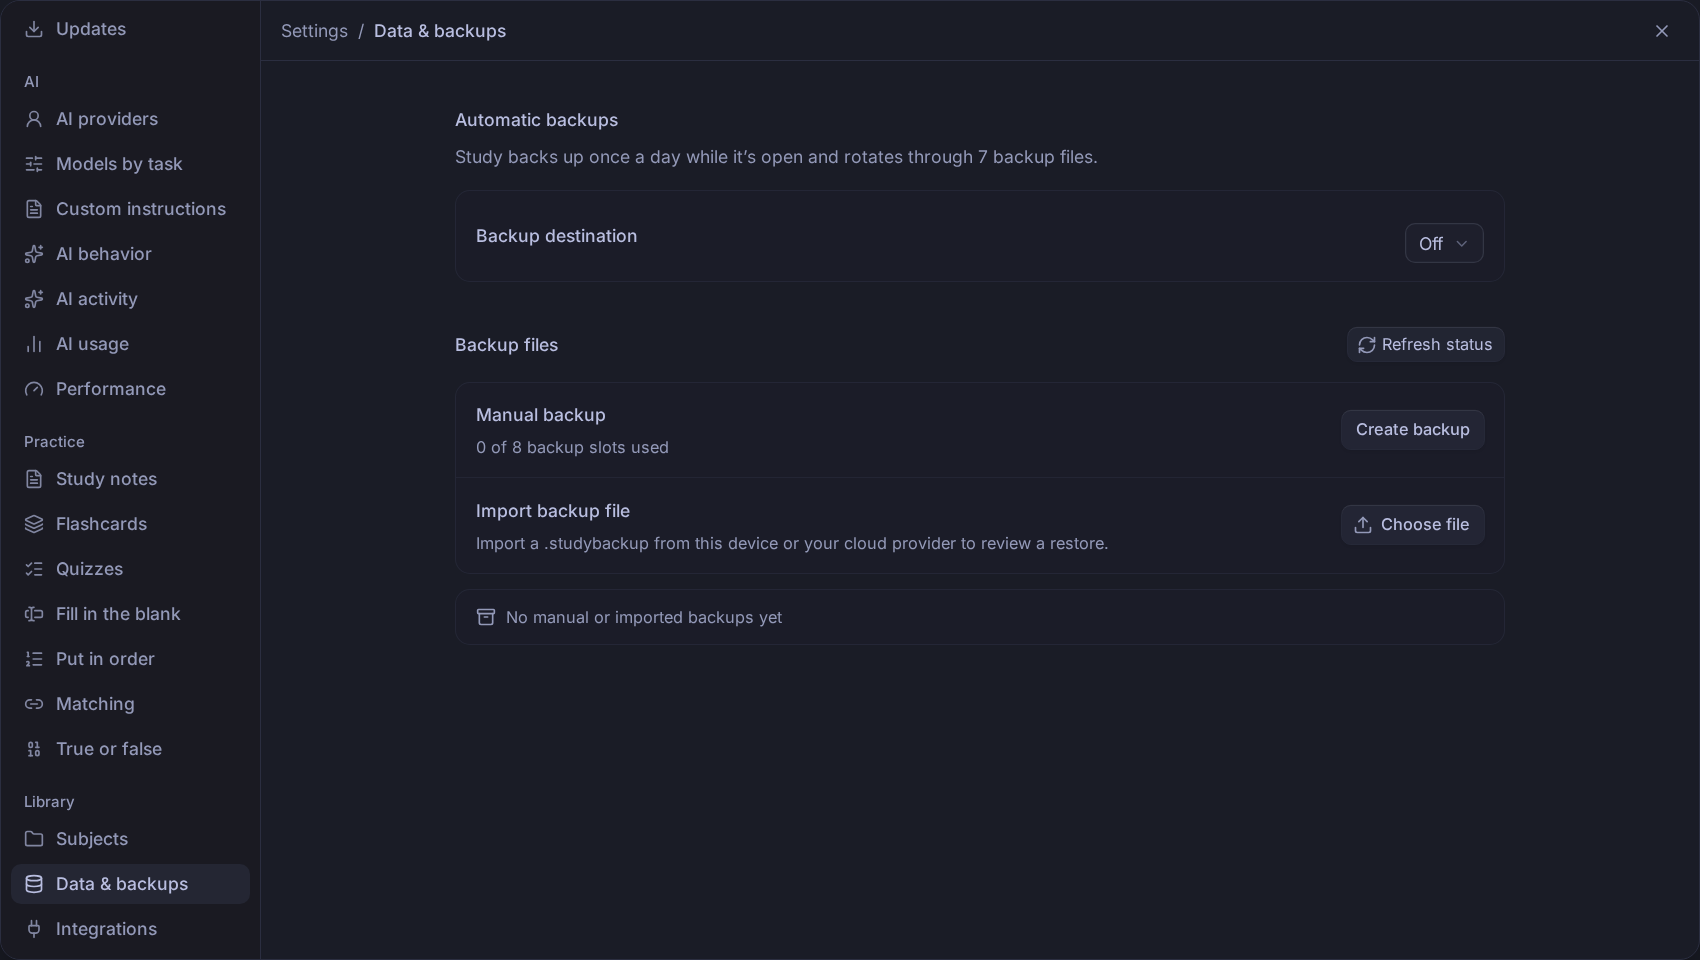 Updates
AI
AI providers
Models by task
Custom instructions
AI behavior
AI activity
AI usage
Performance
Practice
Study notes
Flashcards
Quizzes
Fill in the blank
Put in order
Matching
True or false
Library
Subjects
Data & backups
Integrations
Settings / Data & backups
Automatic backups
Study backs up once a day while it’s open and rotates through 7 backup files.
Backup destination
Off
Backup files
Refresh status
Manual backup
0 of 8 backup slots used
Create backup
Import backup file
Import a .studybackup from this device or your cloud provider to review a restore.
Choose file
No manual or imported backups yet